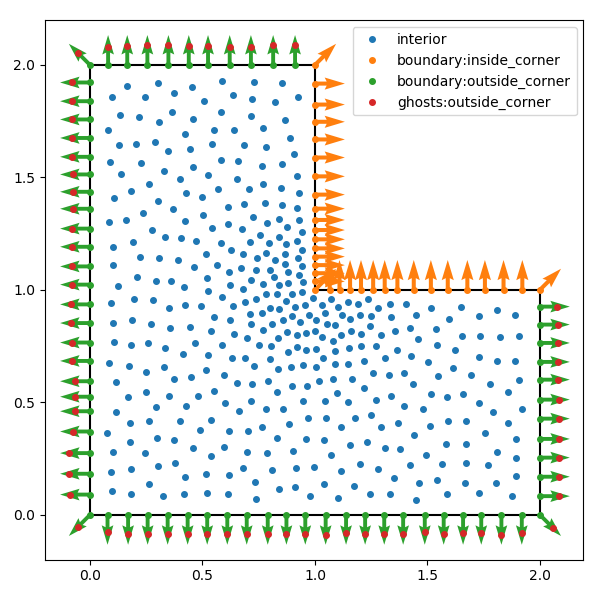 interior
boundary:inside_corner
boundary:outside_corner
ghosts:outside_corner
2.0
1.5
1.0
0.5
0.0
0.0 0.5 1.0 1.5 2.0